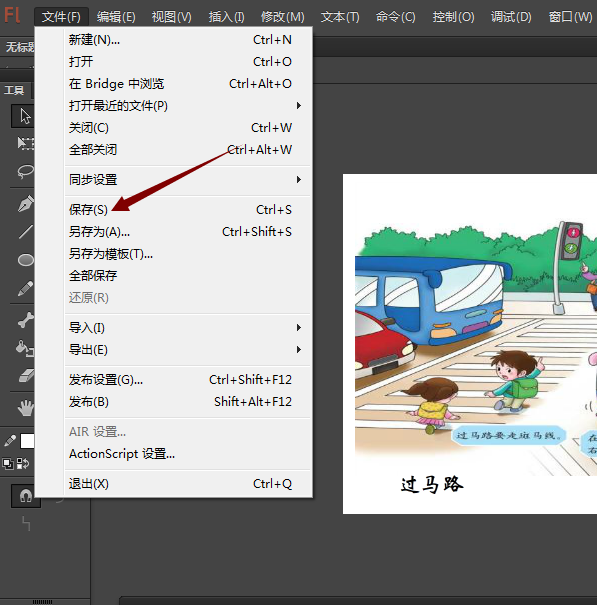 Fl 文件(F) 编辑(E) 视图(V) 插入(I) 修改(M) 文本(T) 命令(C) 控制(O) 调试(D) 窗口(W)
无标题
工具
新建(N)... Ctrl+N
打开 Ctrl+O
在 Bridge 中浏览 Ctrl+Alt+O
打开最近的文件(P)
关闭(C) Ctrl+W
全部关闭 Ctrl+Alt+W
同步设置
保存(S) Ctrl+S
另存为(A)... Ctrl+Shift+S
另存为模板(T)...
全部保存
还原(R)
导入(I)
导出(E)
发布设置(G)... Ctrl+Shift+F12
发布(B) Shift+Alt+F12
AIR 设置...
ActionScript 设置...
退出(X) Ctrl+Q
过马路要走斑马线。
在
右
过马路